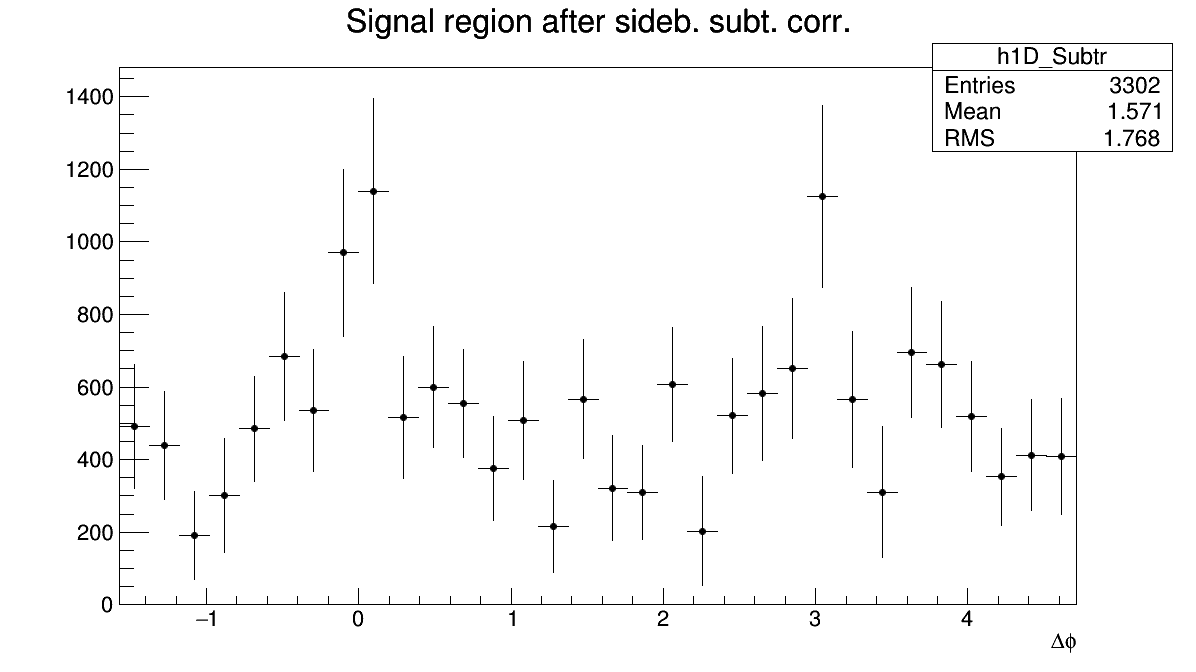 Signal region after sideb. subt. corr.
h1D_Subtr
Entries 3302
Mean 1.571
RMS 1.768
1400
1200
1000
800
600
400
200
0
−1 0 1 2 3 4
Δϕ